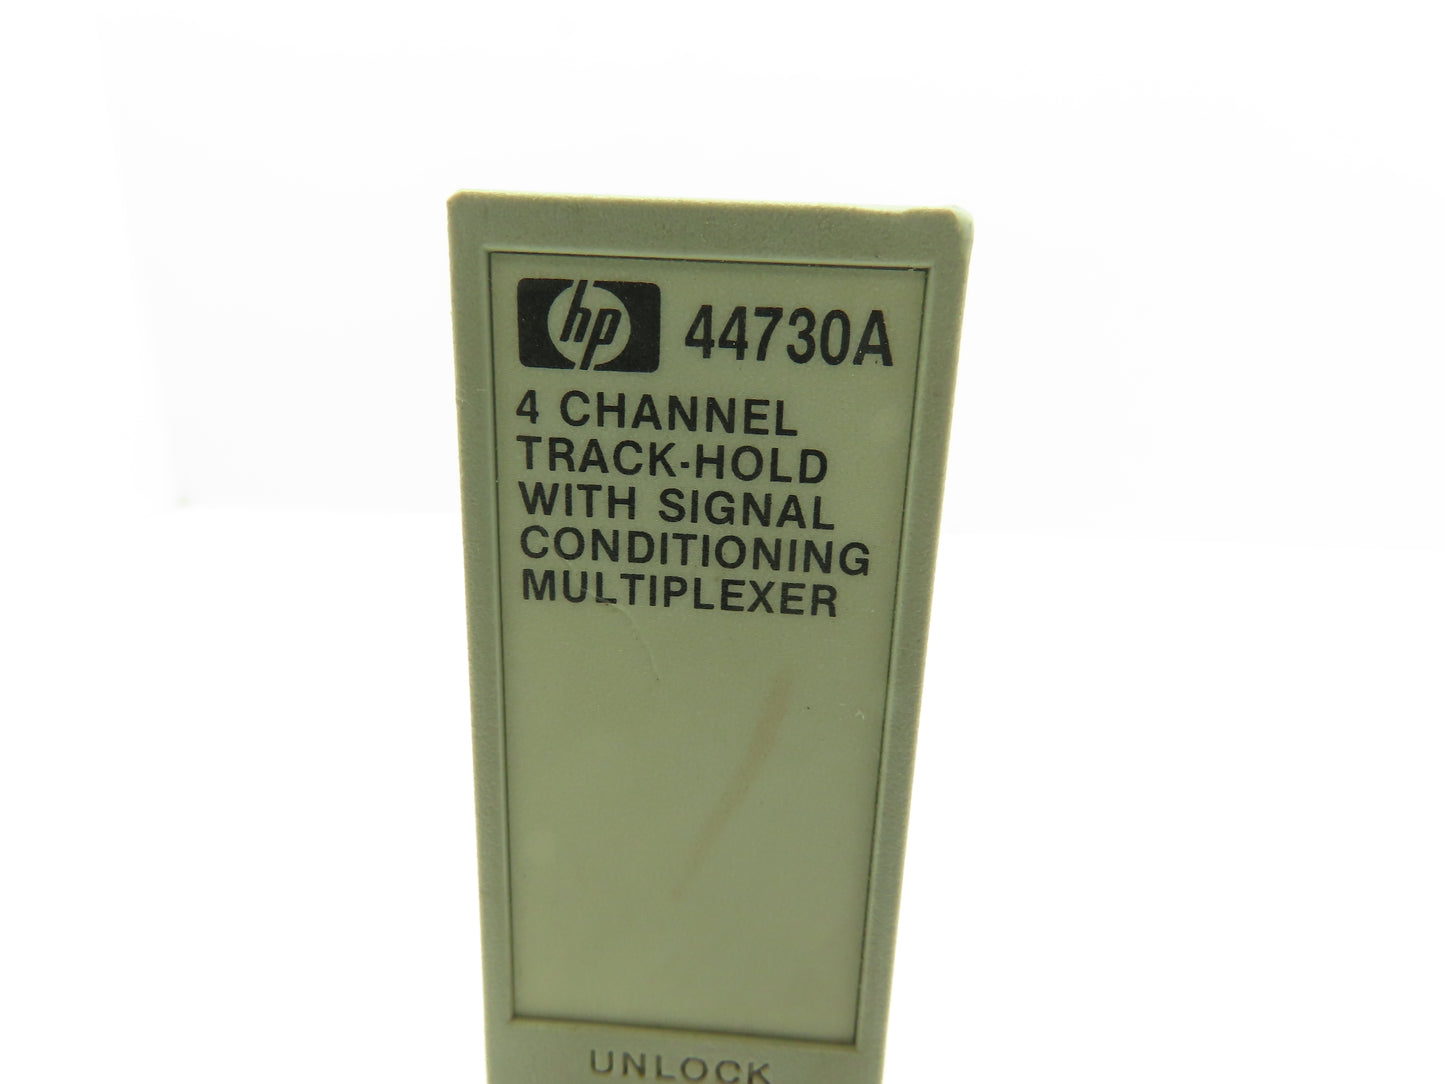 hp 44730A
4 CHANNEL
TRACK-HOLD
WITH SIGNAL
CONDITIONING
MULTIPLEXER
UNLOCK